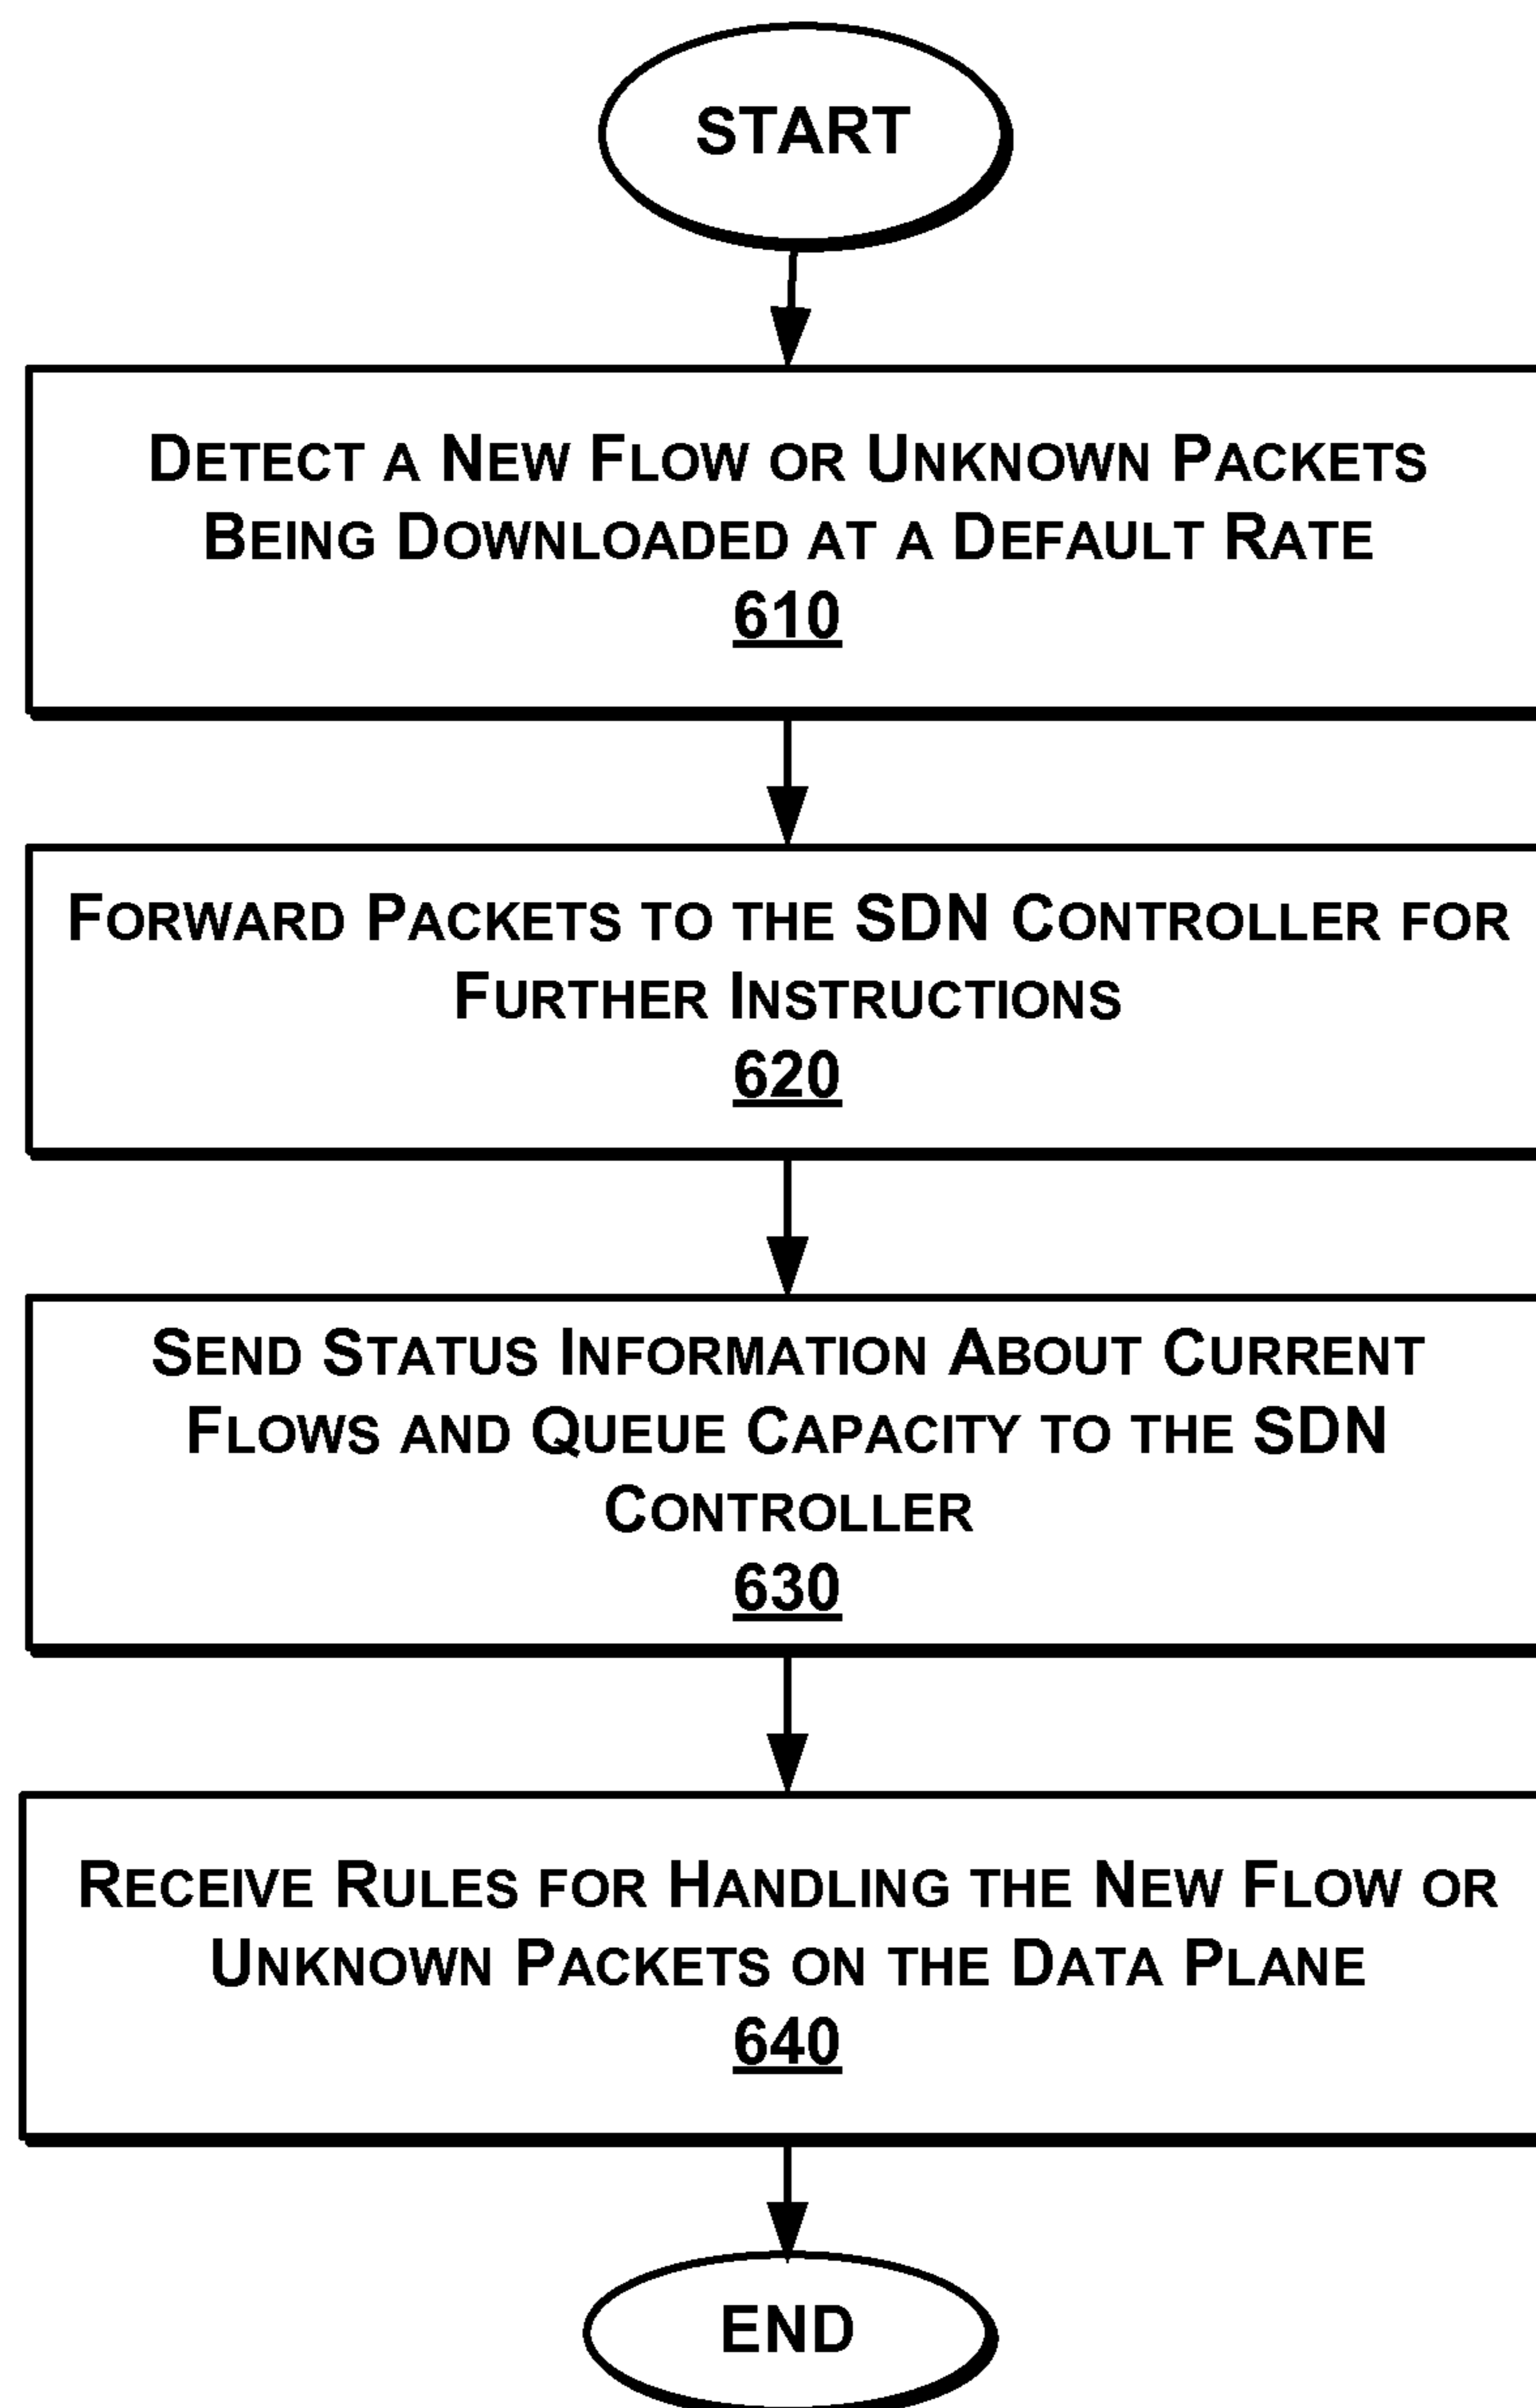 START
DETECT A NEW FLOW OR UNKNOWN PACKETS
BEING DOWNLOADED AT A DEFAULT RATE
610
FORWARD PACKETS TO THE SDN CONTROLLER FOR
FURTHER INSTRUCTIONS
620
SEND STATUS INFORMATION ABOUT CURRENT
FLOWS AND QUEUE CAPACITY TO THE SDN
CONTROLLER
630
RECEIVE RULES FOR HANDLING THE NEW FLOW OR
UNKNOWN PACKETS ON THE DATA PLANE
640
END